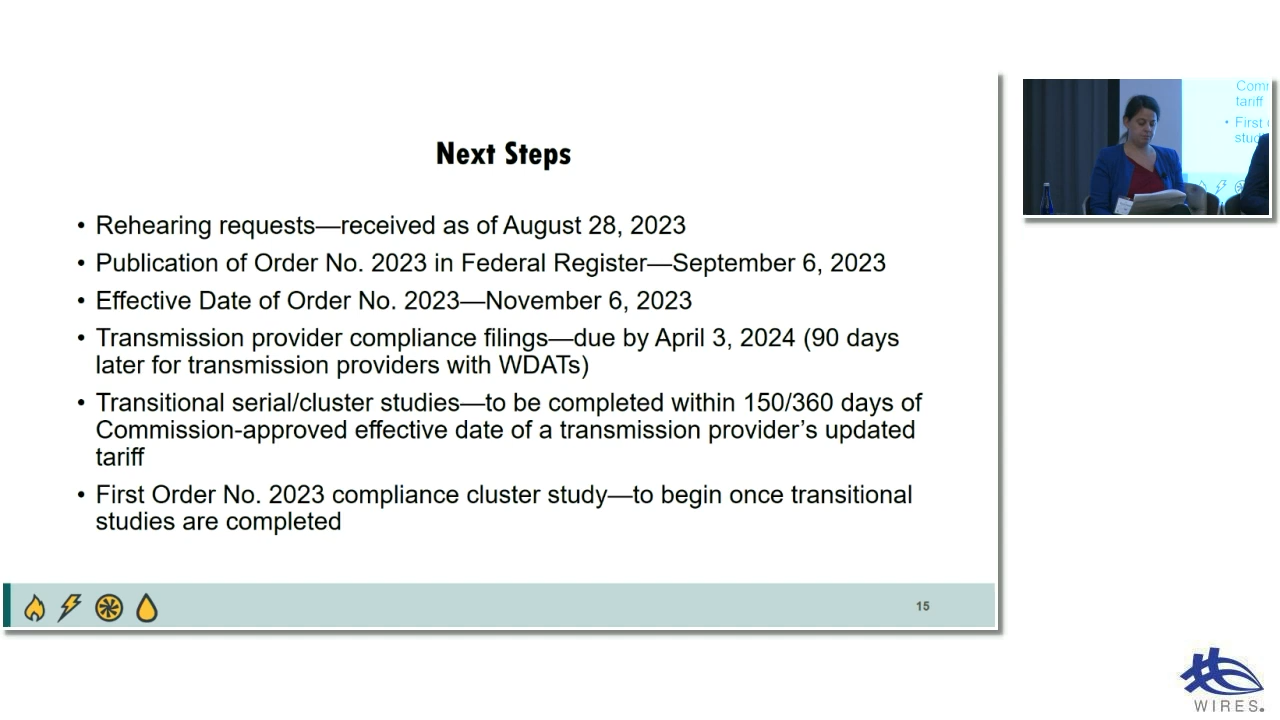 Next Steps
• Rehearing requests—received as of August 28, 2023
• Publication of Order No. 2023 in Federal Register—September 6, 2023
• Effective Date of Order No. 2023—November 6, 2023
• Transmission provider compliance filings—due by April 3, 2024 (90 days
later for transmission providers with WDATs)
• Transitional serial/cluster studies—to be completed within 150/360 days of
Commission-approved effective date of a transmission provider’s updated
tariff
• First Order No. 2023 compliance cluster study—to begin once transitional
studies are completed
15
tariff
• First
WIRES.